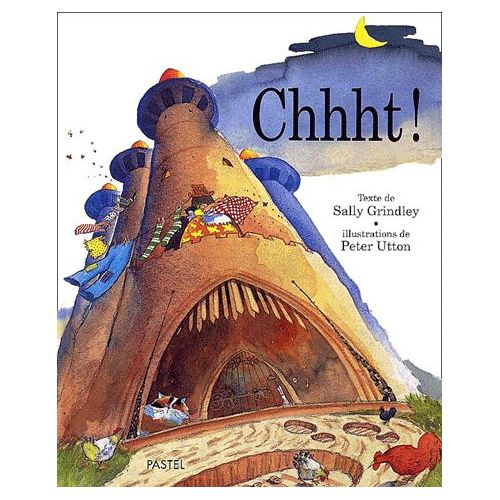 Chhht !
Texte de
Sally Grindley
illustrations de
Peter Utton
PASTEL